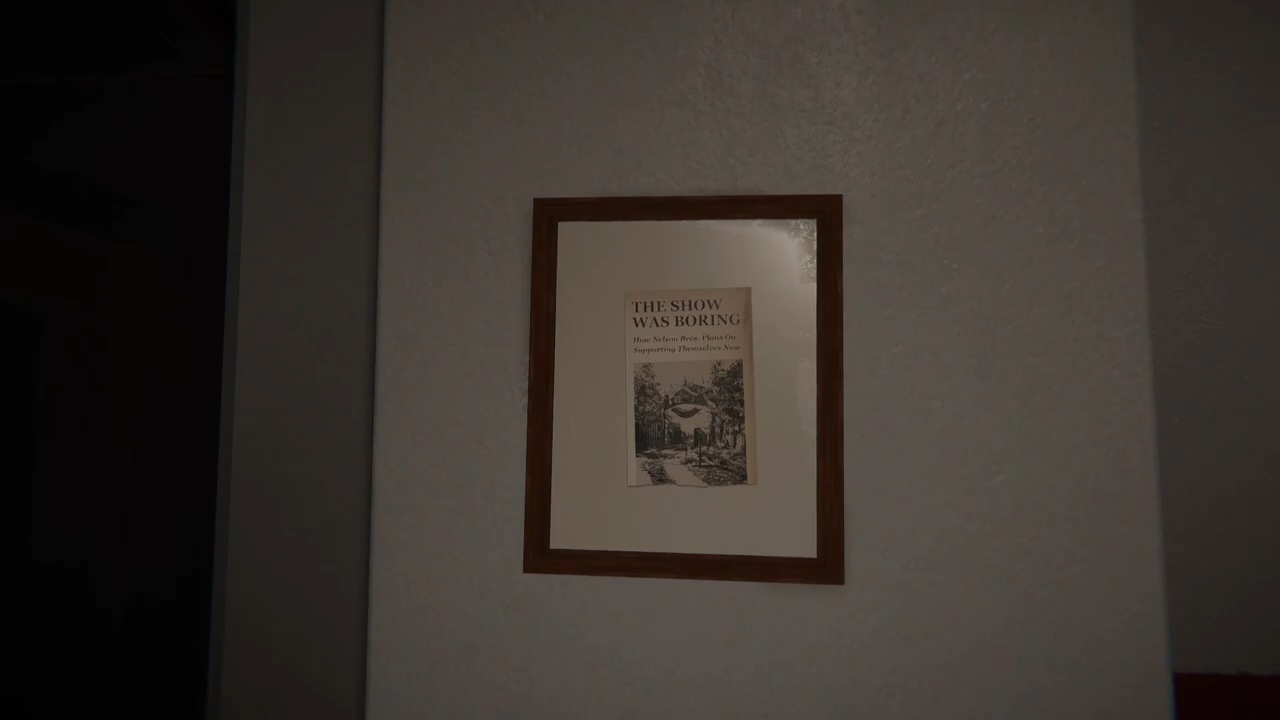 THE SHOW
WAS BORING
How Nelson Bros. Plans On
Supporting Themselves Now